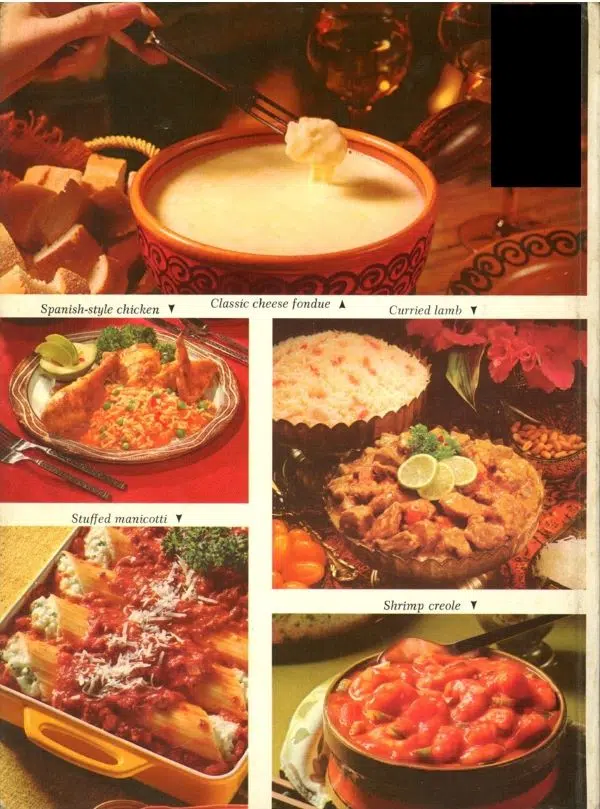 Spanish-style chicken ▼
Classic cheese fondue ▲
Curried lamb ▼
Stuffed manicotti ▼
Shrimp creole ▼